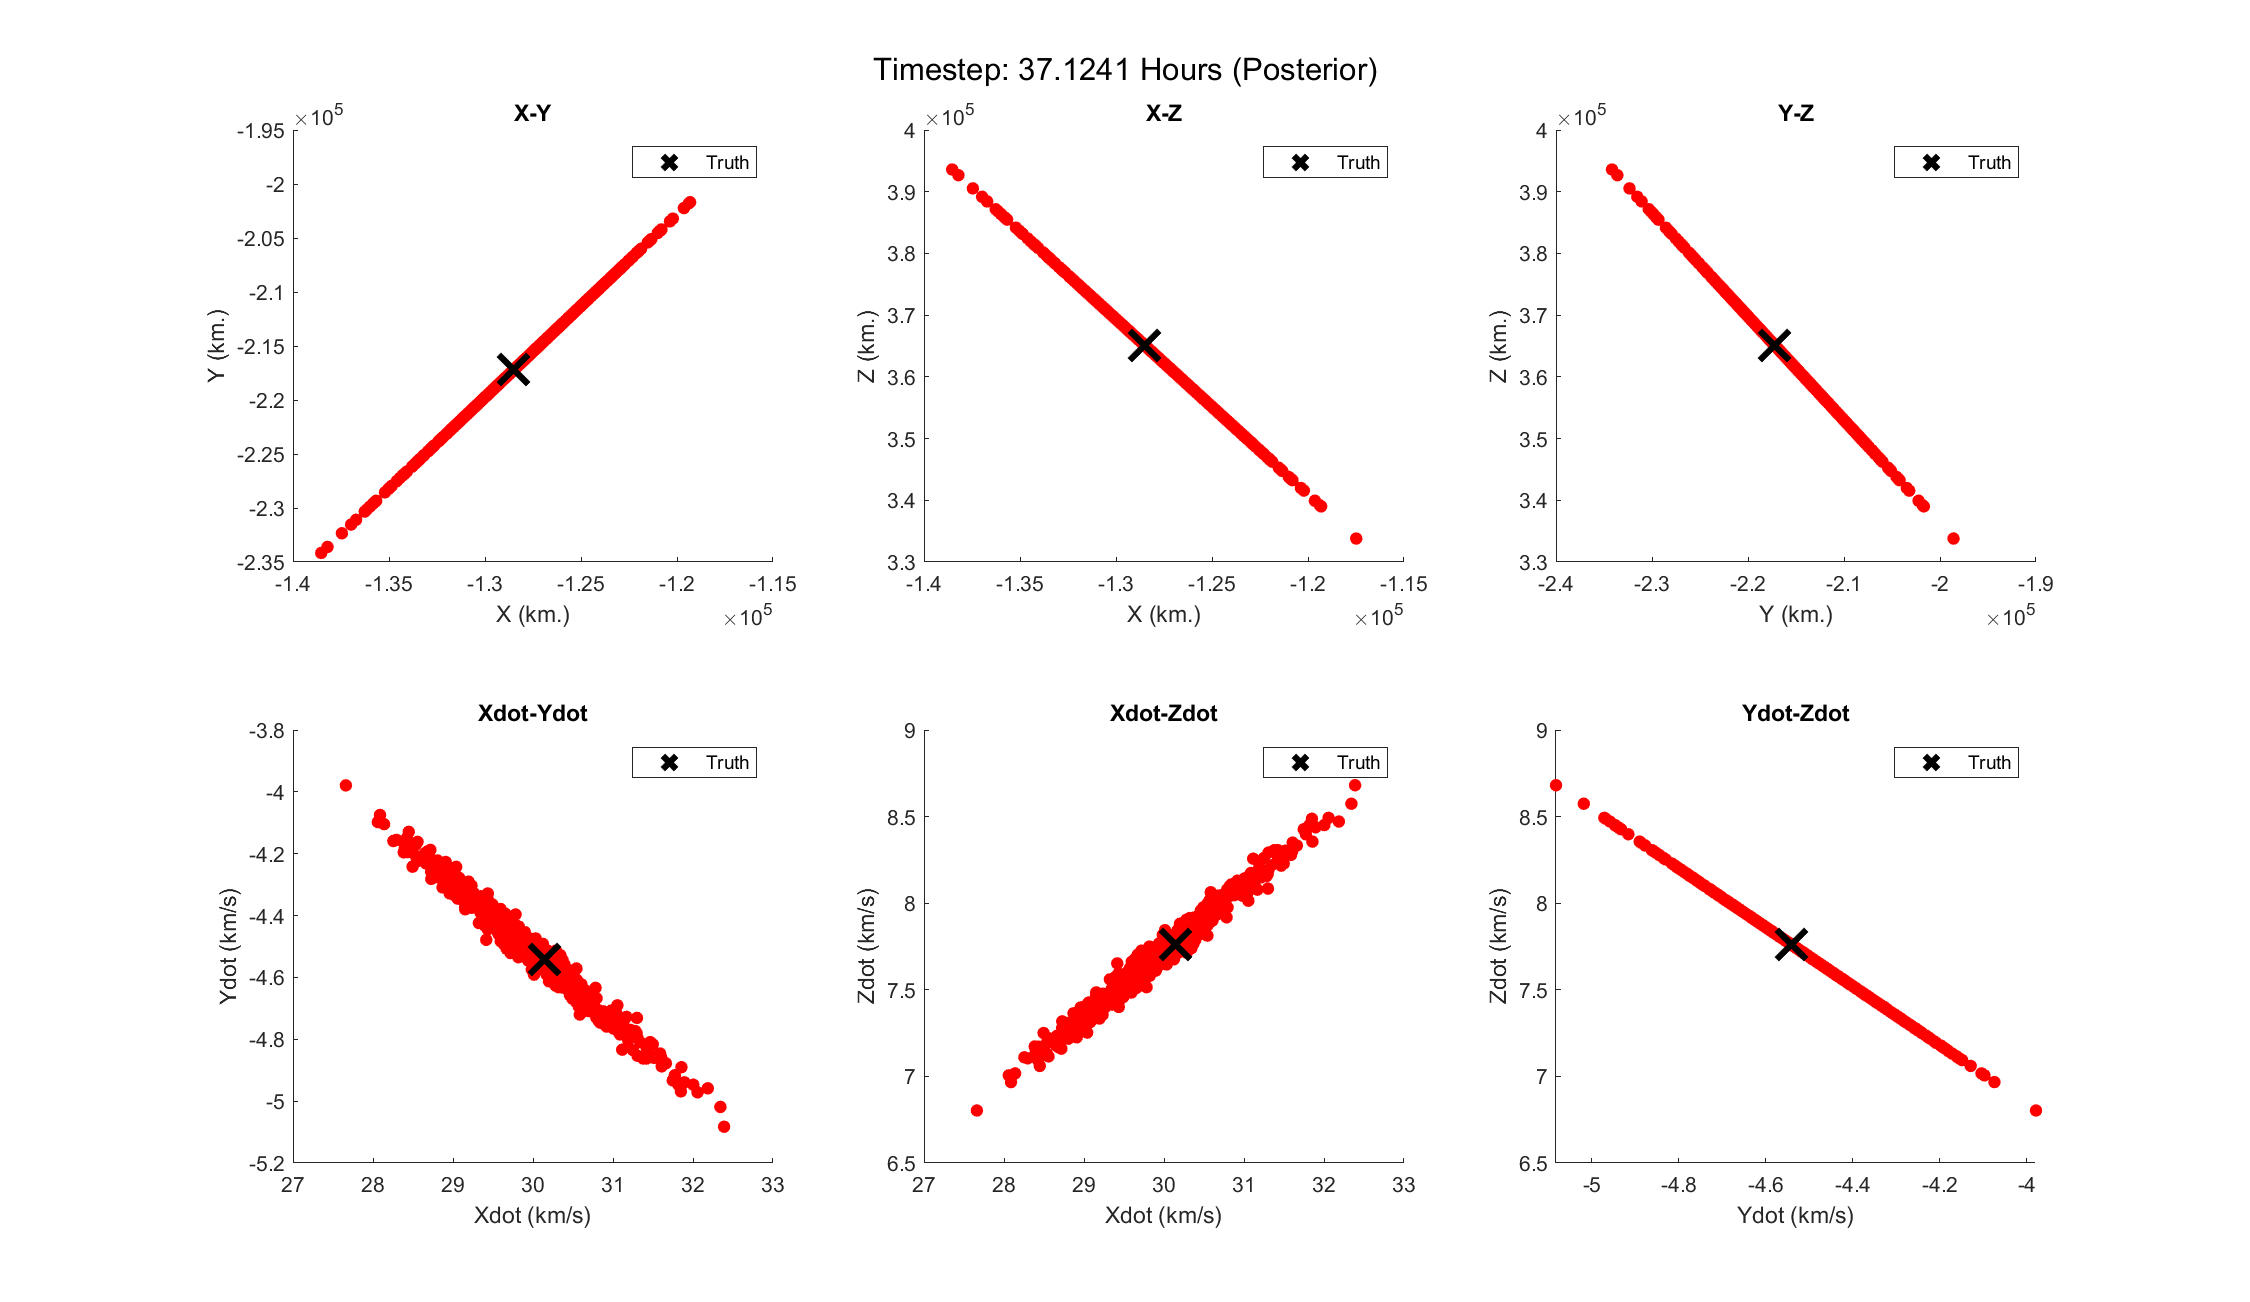 Timestep: 37.1241 Hours (Posterior)
X-Y
×10^5
-1.95
-2
-2.05
-2.1
-2.15
-2.2
-2.25
-2.3
-2.35
Y (km.)
Truth
-1.4 -1.35 -1.3 -1.25 -1.2 -1.15
X (km.)
×10^5
X-Z
×10^5
4
3.9
3.8
3.7
3.6
3.5
3.4
3.3
Z (km.)
Truth
-1.4 -1.35 -1.3 -1.25 -1.2 -1.15
X (km.)
×10^5
Y-Z
×10^5
4
3.9
3.8
3.7
3.6
3.5
3.4
3.3
Z (km.)
Truth
-2.4 -2.3 -2.2 -2.1 -2 -1.9
Y (km.)
×10^5
Xdot-Ydot
-3.8
-4
-4.2
-4.4
-4.6
-4.8
-5
-5.2
Ydot (km/s)
Truth
27 28 29 30 31 32 33
Xdot (km/s)
Xdot-Zdot
9
8.5
8
7.5
7
6.5
Zdot (km/s)
Truth
27 28 29 30 31 32 33
Xdot (km/s)
Ydot-Zdot
9
8.5
8
7.5
7
6.5
Zdot (km/s)
Truth
-5 -4.8 -4.6 -4.4 -4.2 -4
Ydot (km/s)